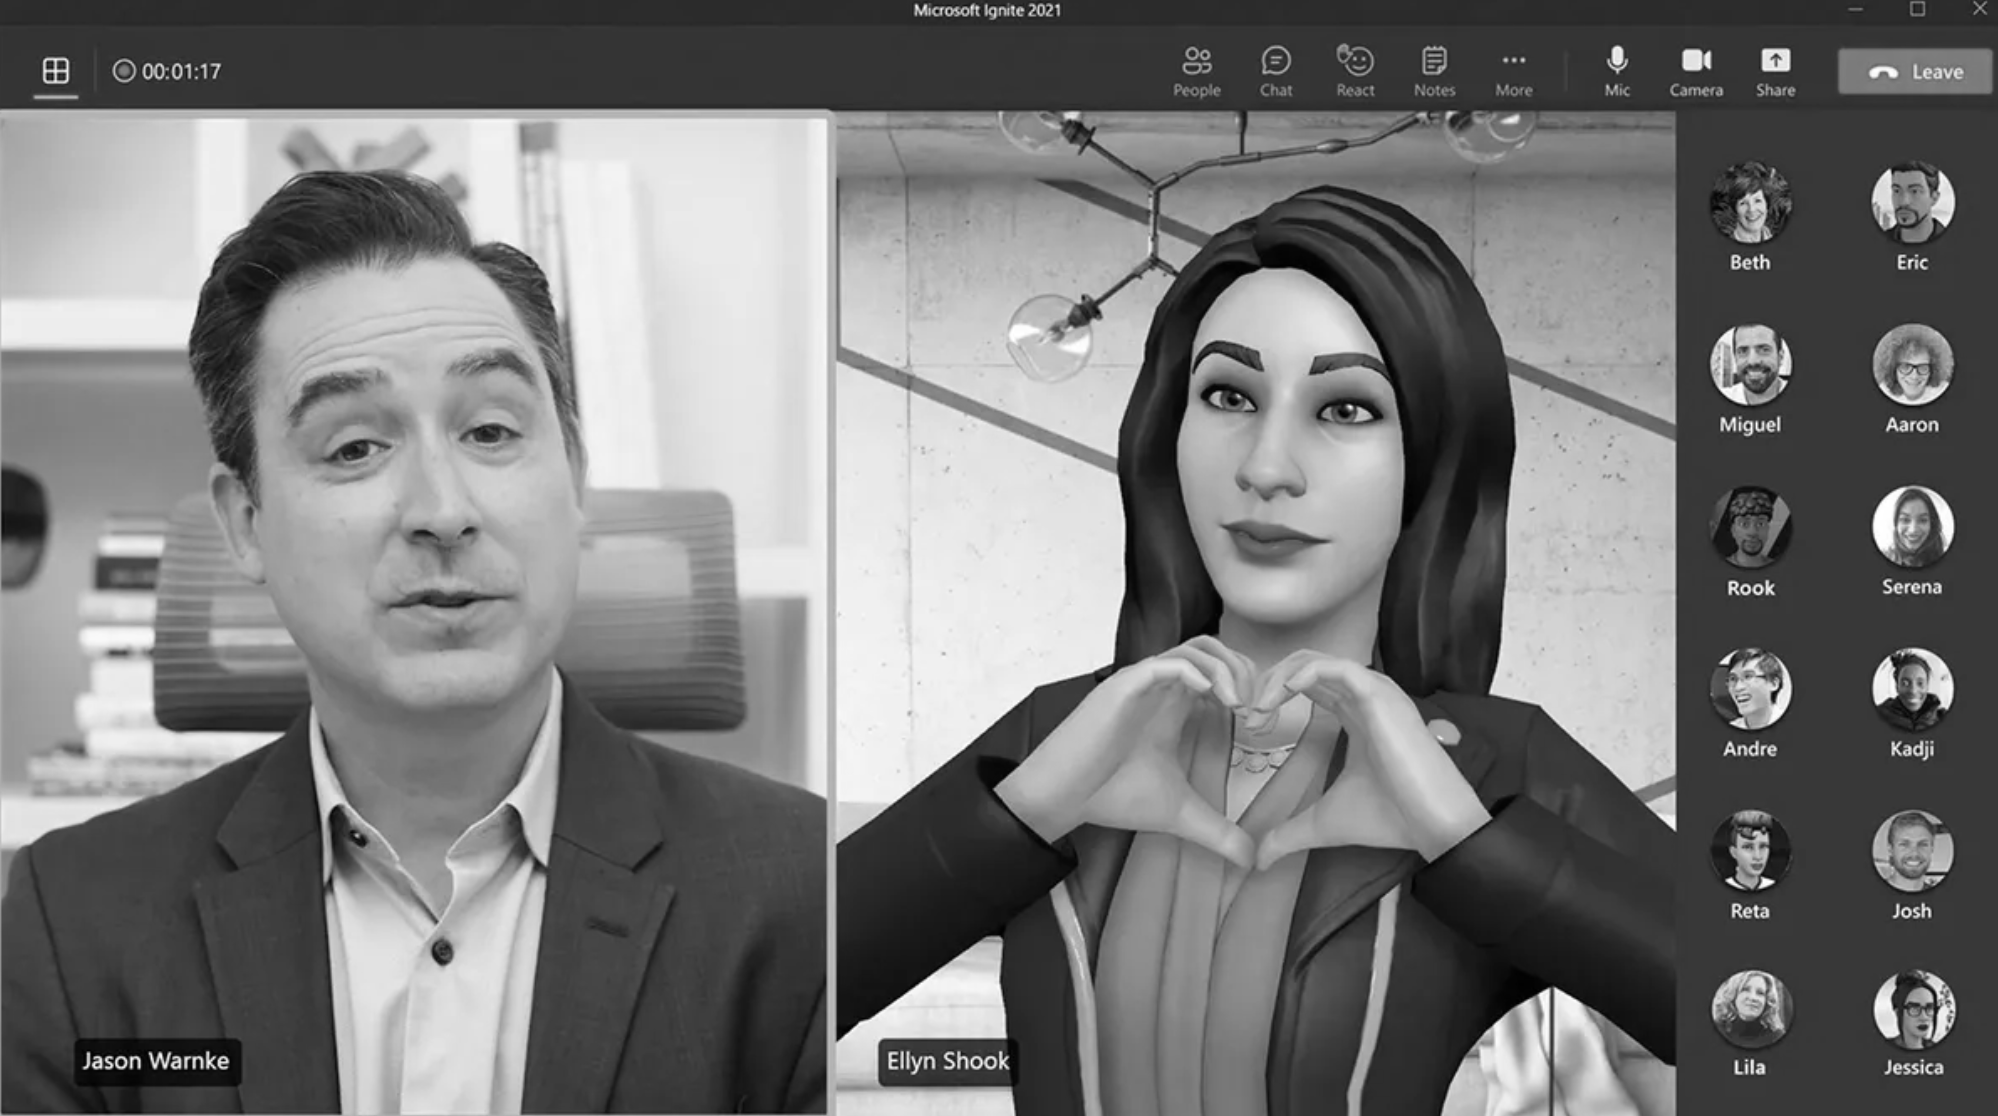 Microsoft Ignite 2021
00:01:17
People
Chat
React
Notes
More
Mic
Camera
Share
Leave
Beth
Eric
Miguel
Aaron
Rook
Serena
Andre
Kadji
Reta
Josh
Lila
Jessica
Jason Warnke
Ellyn Shook